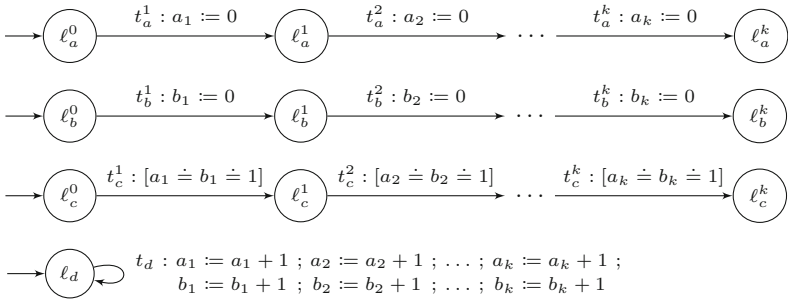 ℓ_a^0 t_a^1 : a_1 := 0 ℓ_a^1 t_a^2 : a_2 := 0 ⋯ t_a^k : a_k := 0 ℓ_a^k
ℓ_b^0 t_b^1 : b_1 := 0 ℓ_b^1 t_b^2 : b_2 := 0 ⋯ t_b^k : b_k := 0 ℓ_b^k
ℓ_c^0 t_c^1 : [a_1 ≐ b_1 ≐ 1] ℓ_c^1 t_c^2 : [a_2 ≐ b_2 ≐ 1] ⋯ t_c^k : [a_k ≐ b_k ≐ 1] ℓ_c^k
ℓ_d t_d : a_1 := a_1 + 1 ; a_2 := a_2 + 1 ; … ; a_k := a_k + 1 ;
b_1 := b_1 + 1 ; b_2 := b_2 + 1 ; … ; b_k := b_k + 1